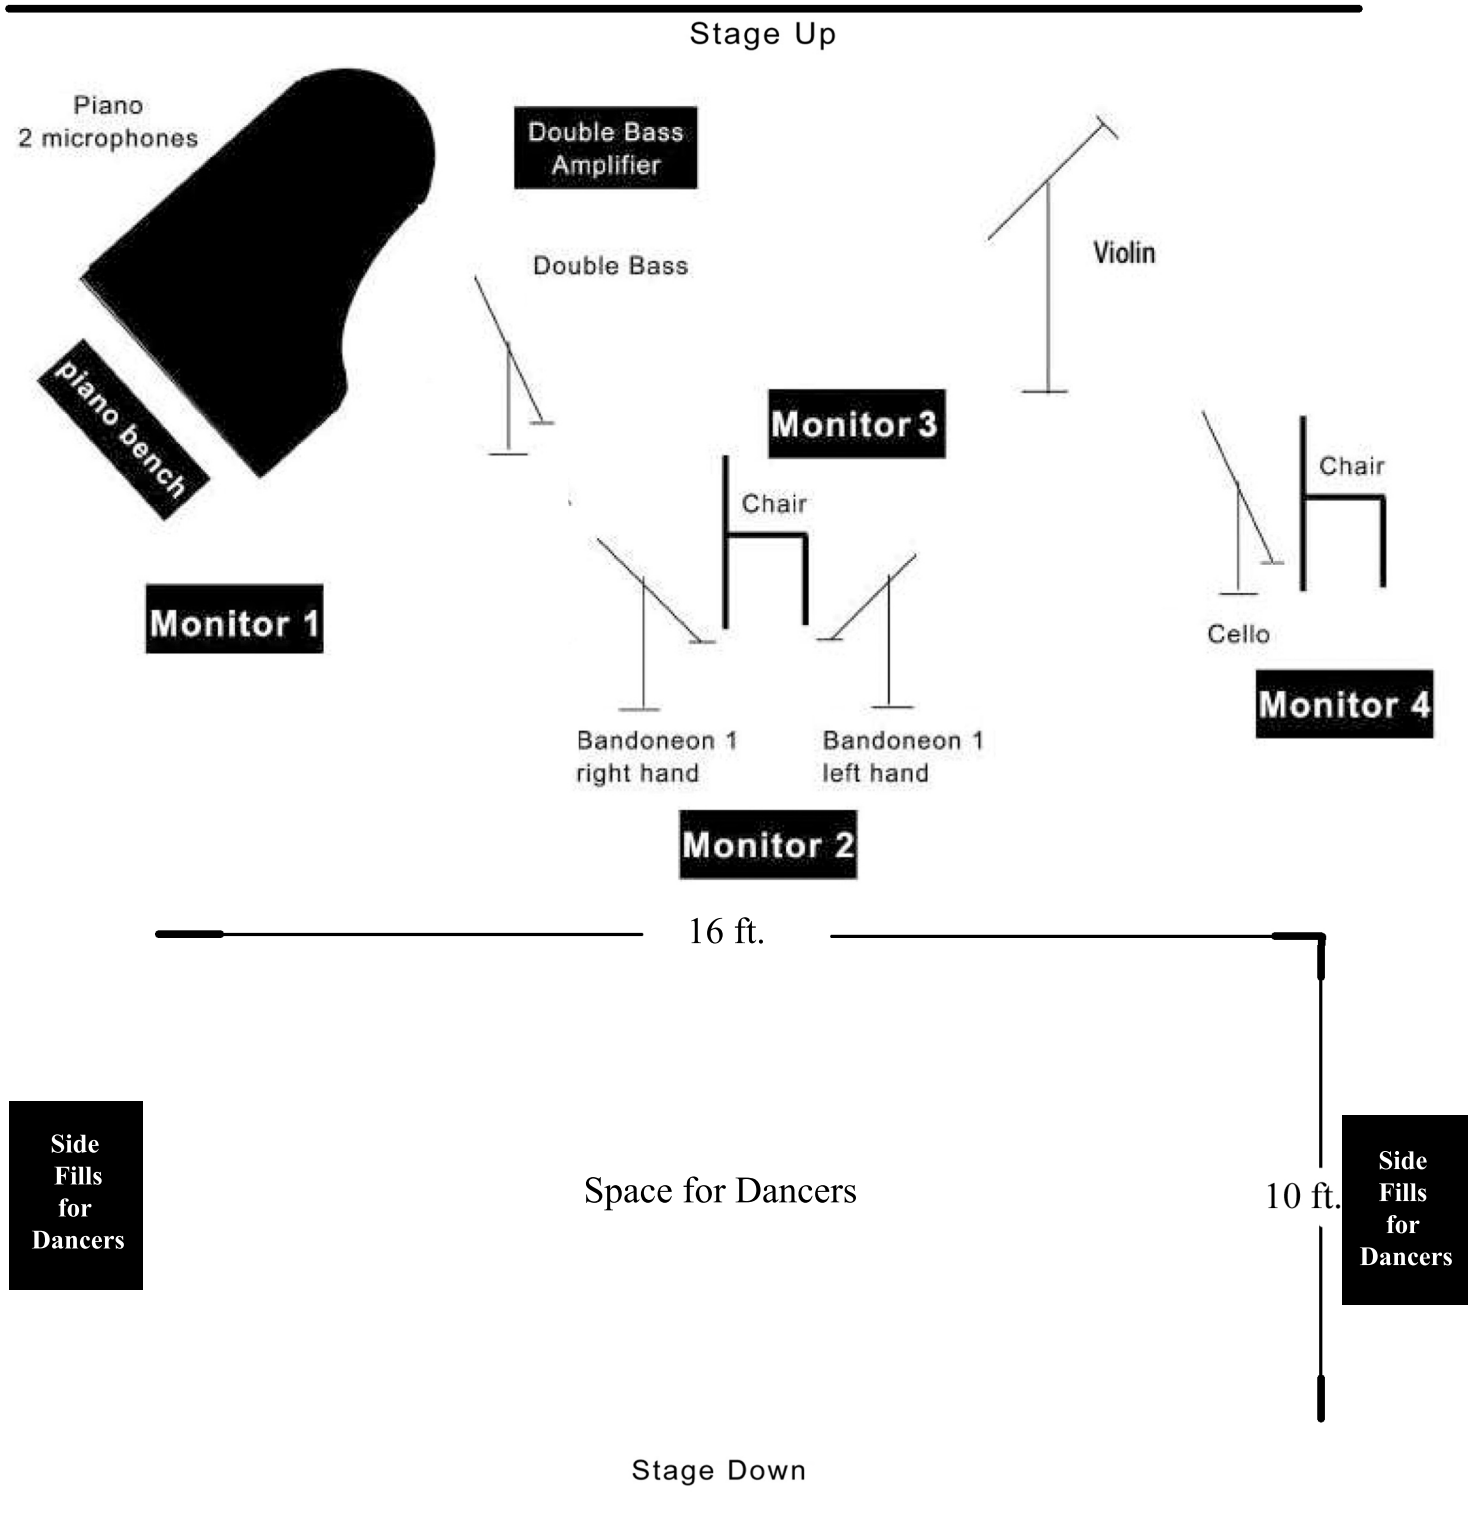 Stage Up
Piano
2 microphones
Double Bass
Amplifier
Double Bass
Violin
piano bench
Monitor 3
Chair
Chair
Monitor 1
Cello
Monitor 4
Bandoneon 1
right hand
Bandoneon 1
left hand
Monitor 2
16 ft.
Side
Fills
for
Dancers
Space for Dancers
10 ft.
Side
Fills
for
Dancers
Stage Down